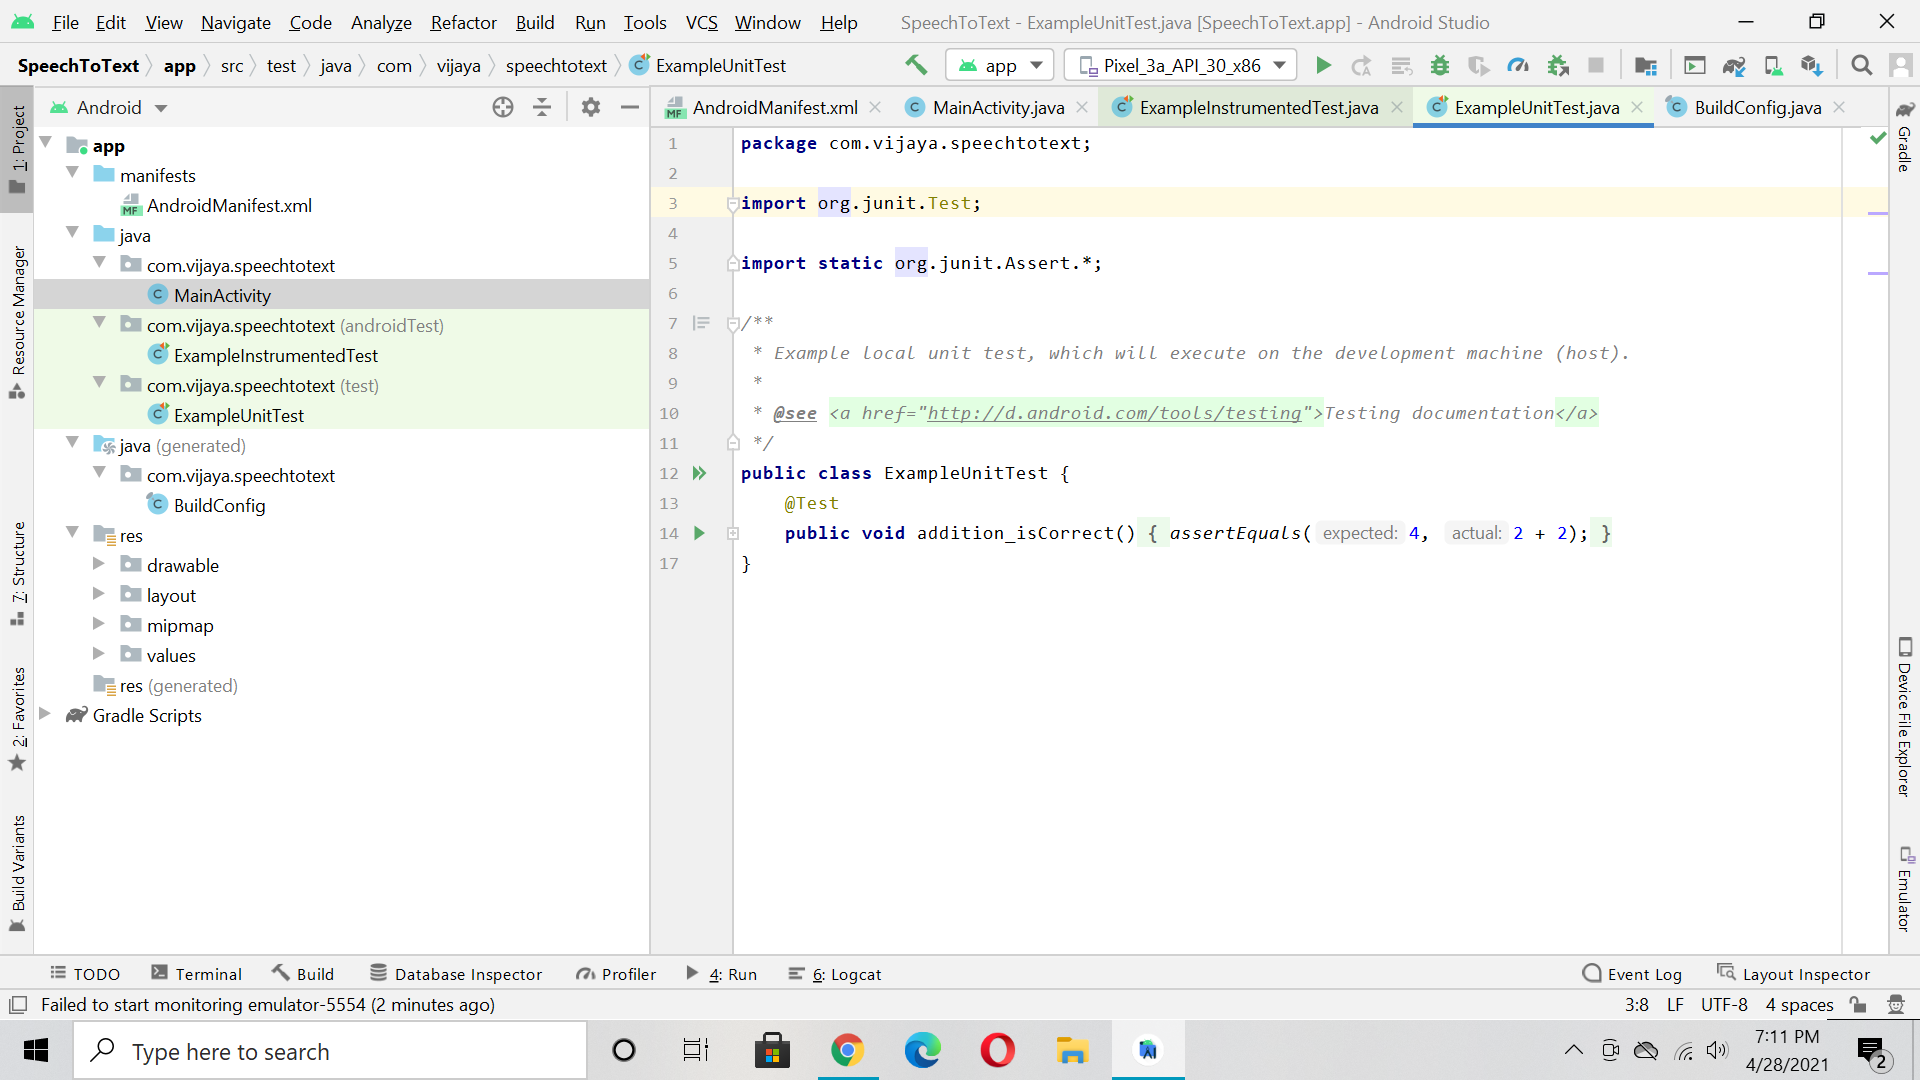 File Edit View Navigate Code Analyze Refactor Build Run Tools VCS Window Help SpeechToText - ExampleUnitTest.java [SpeechToText.app] - Android Studio
SpeechToText app src test java com vijaya speechtotext ExampleUnitTest app Pixel_3a_API_30_x86
Android
AndroidManifest.xml MainActivity.java ExampleInstrumentedTest.java ExampleUnitTest.java BuildConfig.java
1: Project
Resource Manager
7: Structure
2: Favorites
Build Variants
app
manifests
AndroidManifest.xml
java
com.vijaya.speechtotext
MainActivity
com.vijaya.speechtotext (androidTest)
ExampleInstrumentedTest
com.vijaya.speechtotext (test)
ExampleUnitTest
java (generated)
com.vijaya.speechtotext
BuildConfig
res
drawable
layout
mipmap
values
res (generated)
Gradle Scripts
1 package com.vijaya.speechtotext;
2
3 import org.junit.Test;
4
5 import static org.junit.Assert.*;
6
7 /**
8 * Example local unit test, which will execute on the development machine (host).
9 *
10 * @see <a href="http://d.android.com/tools/testing">Testing documentation</a>
11 */
12 public class ExampleUnitTest {
13 @Test
14 public void addition_isCorrect() { assertEquals( expected: 4, actual: 2 + 2); }
17 }
Gradle
Device File Explorer
Emulator
TODO Terminal Build Database Inspector Profiler 4: Run 6: Logcat Event Log Layout Inspector
Failed to start monitoring emulator-5554 (2 minutes ago) 3:8 LF UTF-8 4 spaces
Type here to search
7:11 PM
4/28/2021
2